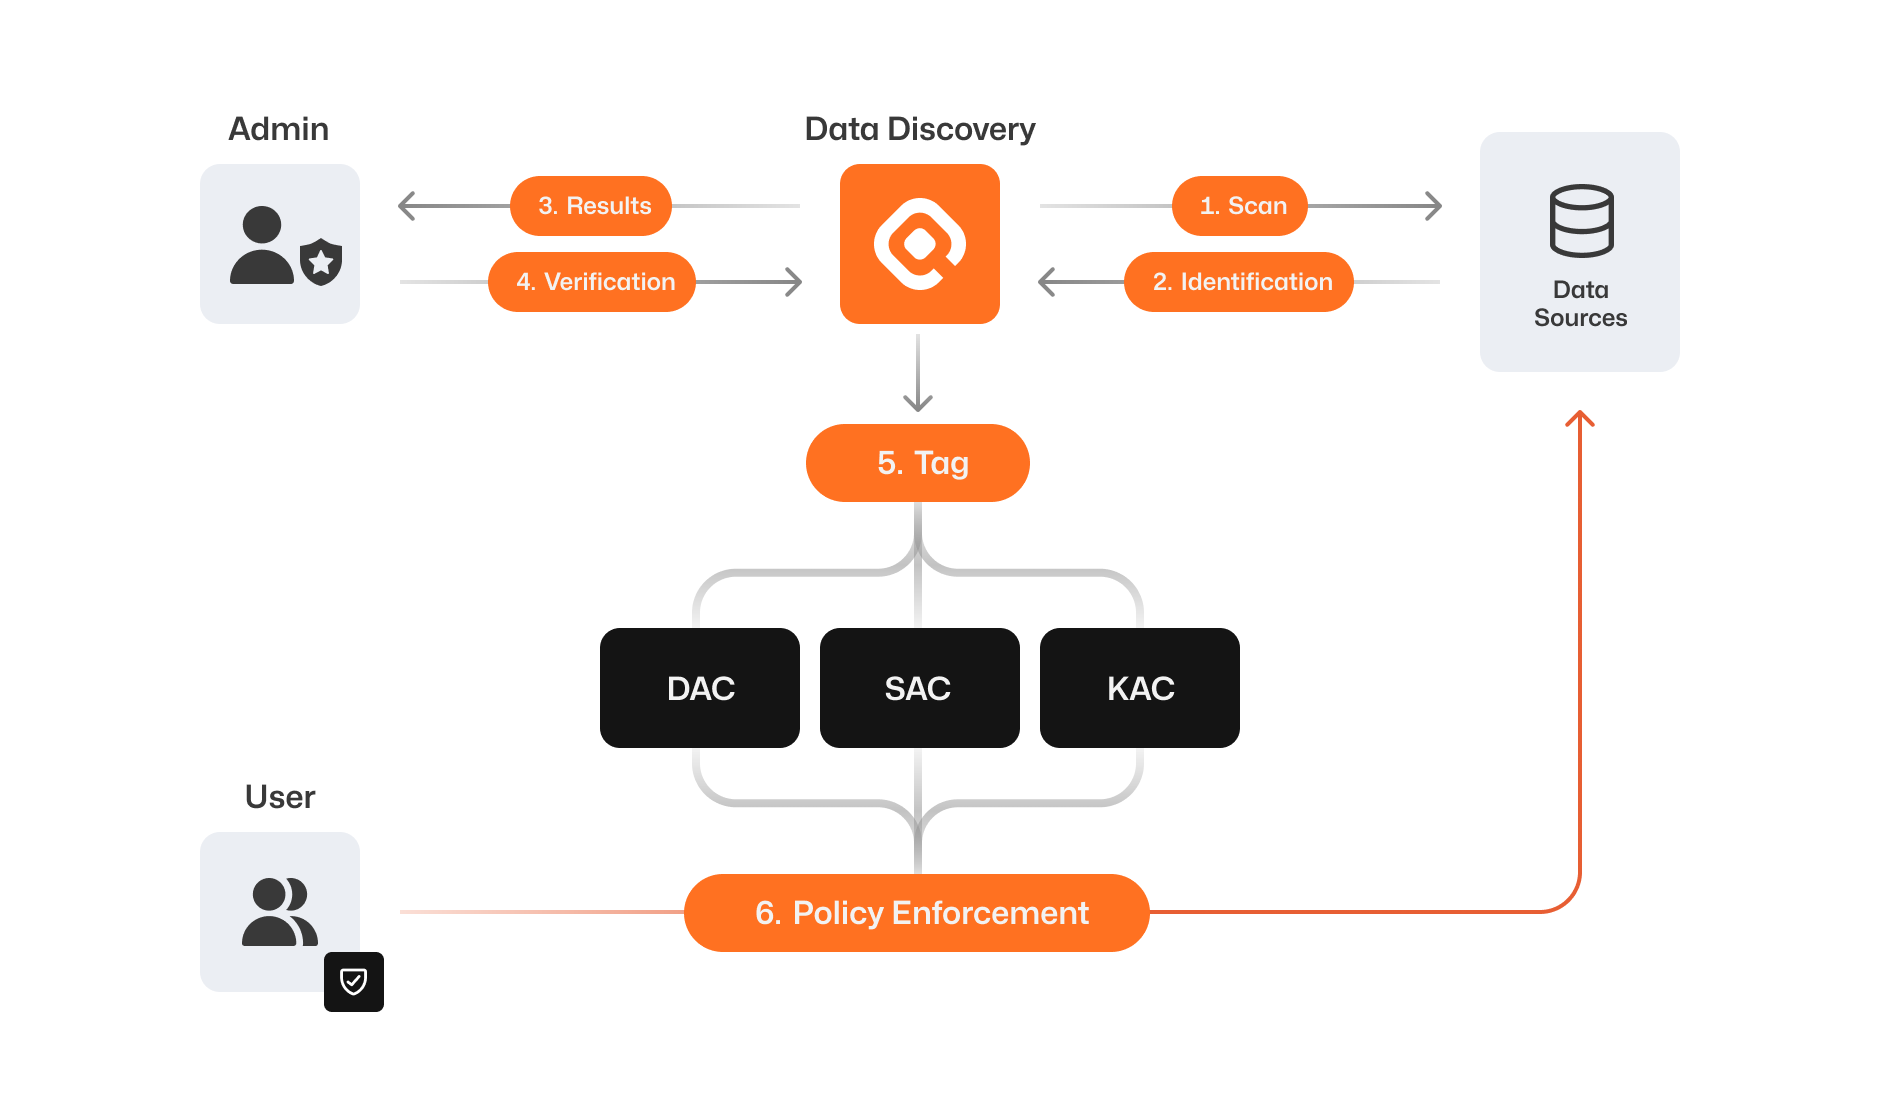 Admin
Data Discovery
3. Results
1. Scan
4. Verification
2. Identification
Data
Sources
5. Tag
DAC
SAC
KAC
User
6. Policy Enforcement